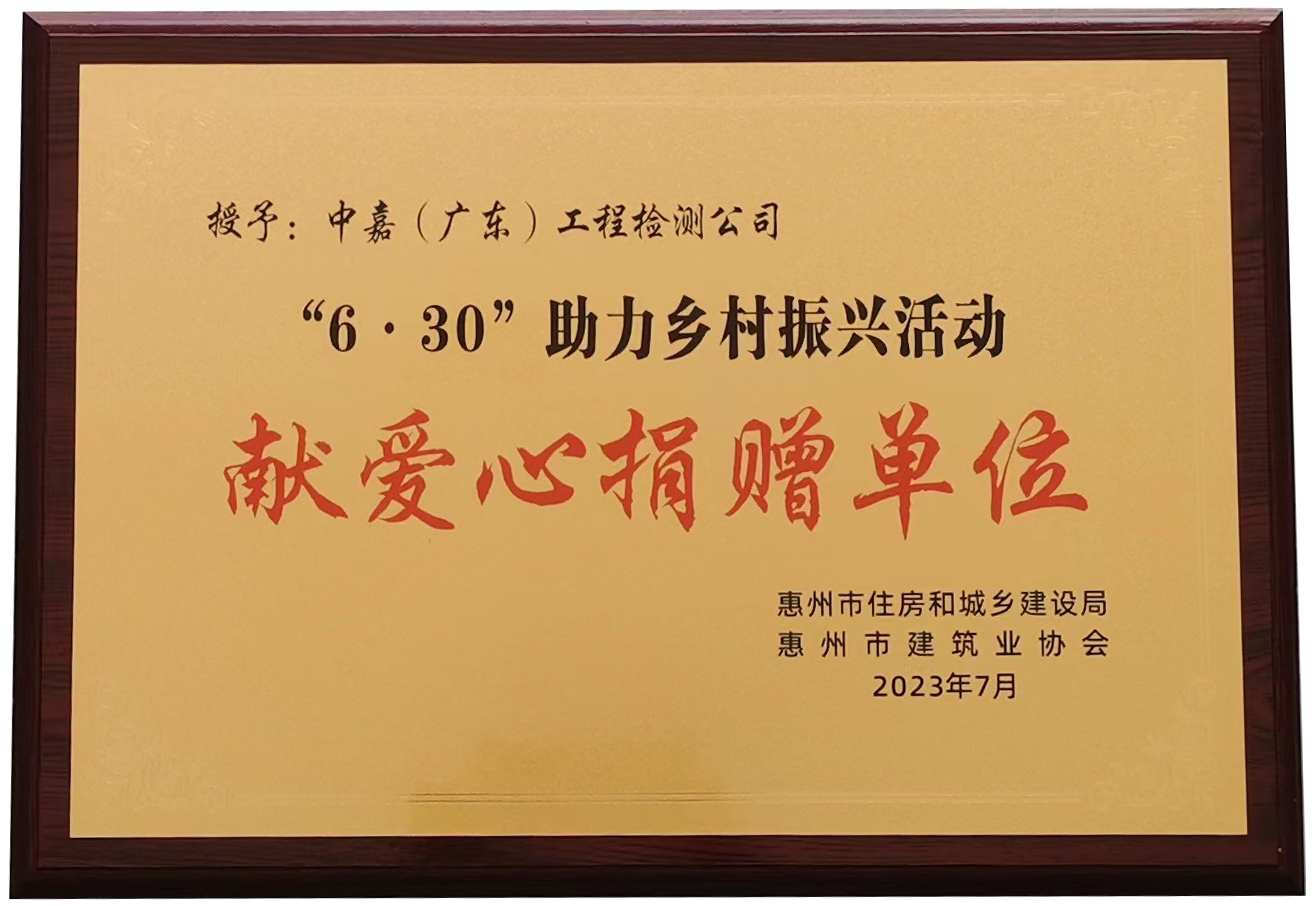 授予：中嘉（广东）工程检测公司
“6·30”助力乡村振兴活动
献爱心捐赠单位
惠州市住房和城乡建设局
惠州市建筑业协会
2023年7月